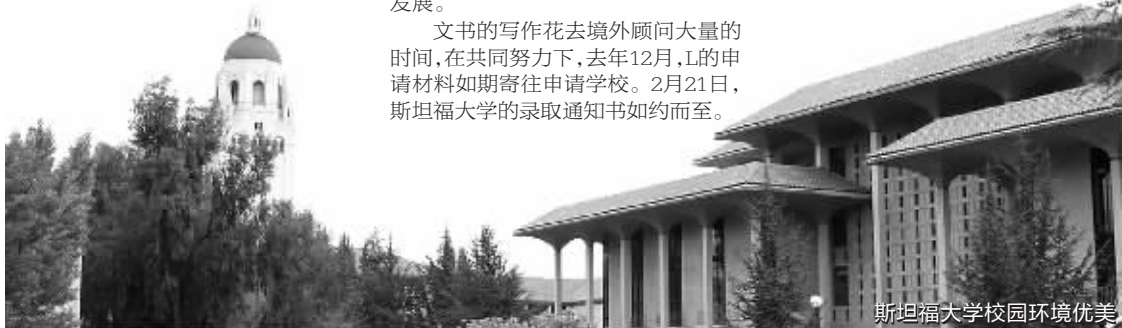 发展。
文书的写作花去境外顾问大量的
时间,在共同努力下,去年12月,L的申
请材料如期寄往申请学校。2月21日,
斯坦福大学的录取通知书如约而至。
斯坦福大学校园环境优美